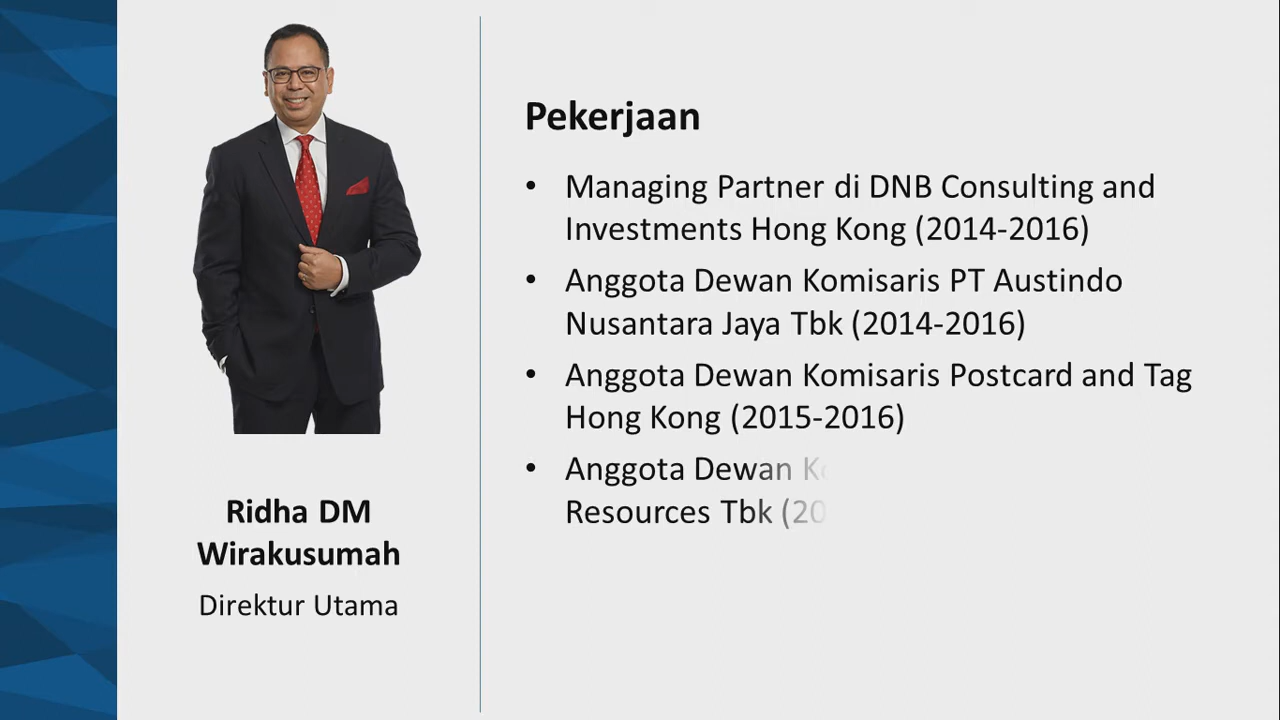 Pekerjaan
• Managing Partner di DNB Consulting and
Investments Hong Kong (2014-2016)
• Anggota Dewan Komisaris PT Austindo
Nusantara Jaya Tbk (2014-2016)
• Anggota Dewan Komisaris Postcard and Tag
Hong Kong (2015-2016)
• Anggota Dewan
Resources Tbk (20
Ridha DM
Wirakusumah
Direktur Utama